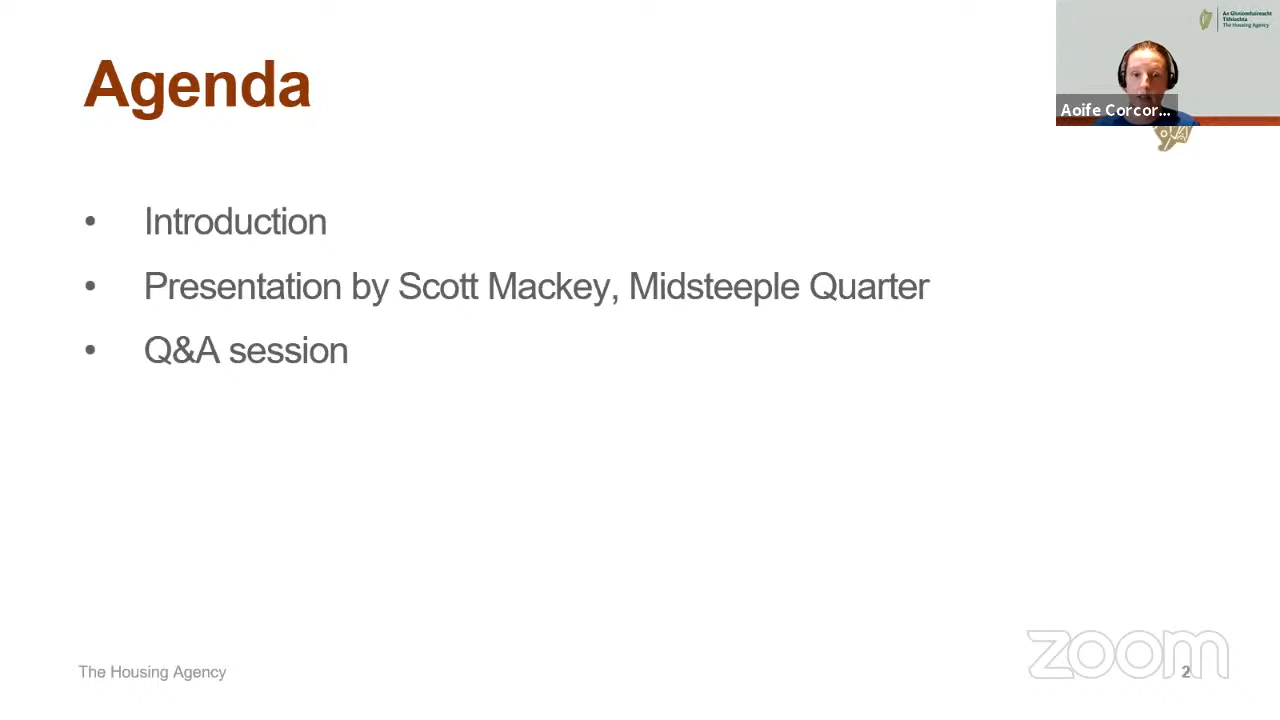 Agenda
An Ghníomhaireacht
Tithíochta
The Housing Agency
Aoife Corcor...
• Introduction
• Presentation by Scott Mackey, Midsteeple Quarter
• Q&A session
The Housing Agency
zoom
2